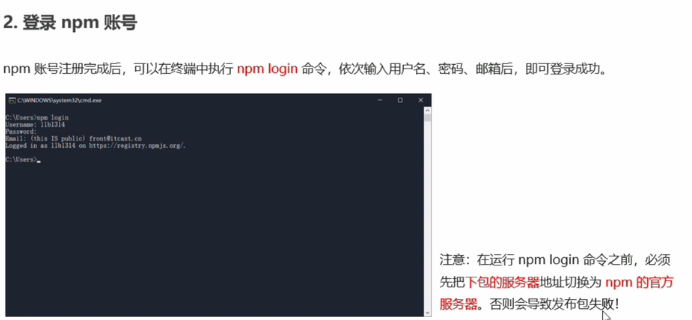 2. 登录 npm 账号
npm 账号注册完成后，可以在终端中执行 npm login 命令，依次输入用户名、密码、邮箱后，即可登录成功。
C:\WINDOWS\system32\cmd.exe
C:\Users>npm login
Username: llb1314
Password:
Email: (this IS public) front@itcast.cn
Logged in as llb1314 on https://registry.npmjs.org/.
C:\Users>
注意：在运行 npm login 命令之前，必须
先把下包的服务器地址切换为 npm 的官方
服务器。否则会导致发布包失败！